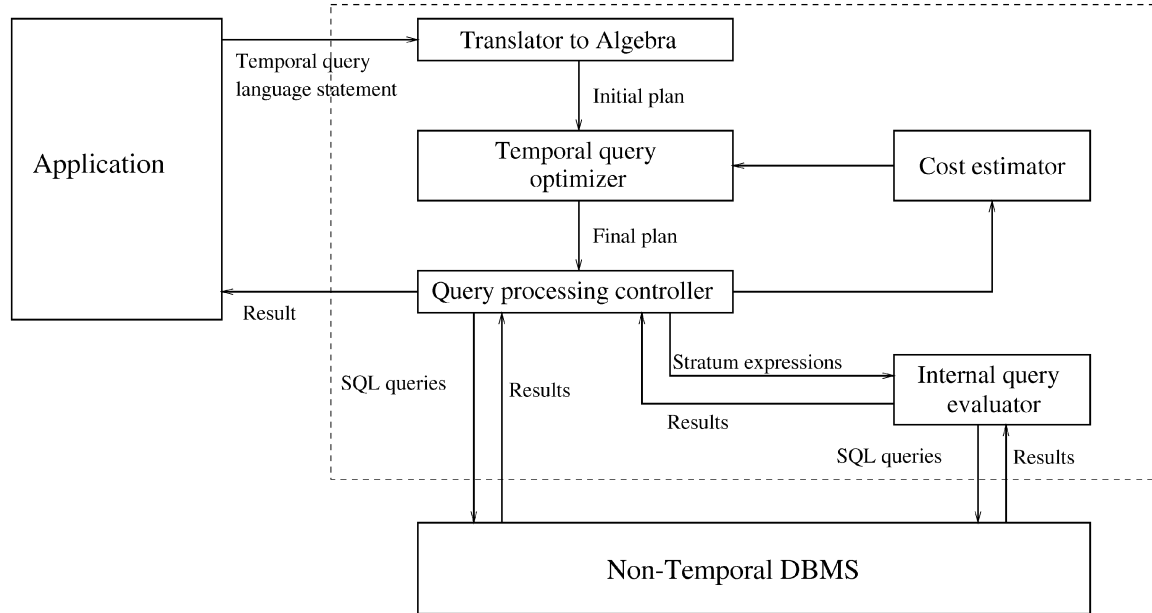 Translator to Algebra
Temporal query
language statement
Initial plan
Application
Temporal query
optimizer
Cost estimator
Final plan
Query processing controller
Result
Stratum expressions
SQL queries
Results
Internal query
evaluator
Results
SQL queries
Results
Non-Temporal DBMS